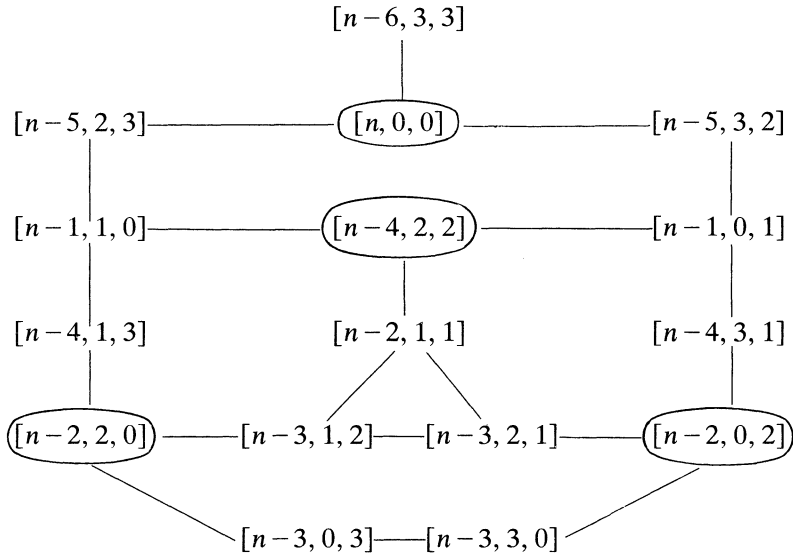 [n−6, 3, 3]
[n−5, 2, 3] [n, 0, 0] [n−5, 3, 2]
[n−1, 1, 0] [n−4, 2, 2] [n−1, 0, 1]
[n−4, 1, 3] [n−2, 1, 1] [n−4, 3, 1]
[n−2, 2, 0] [n−3, 1, 2] [n−3, 2, 1] [n−2, 0, 2]
[n−3, 0, 3] [n−3, 3, 0]